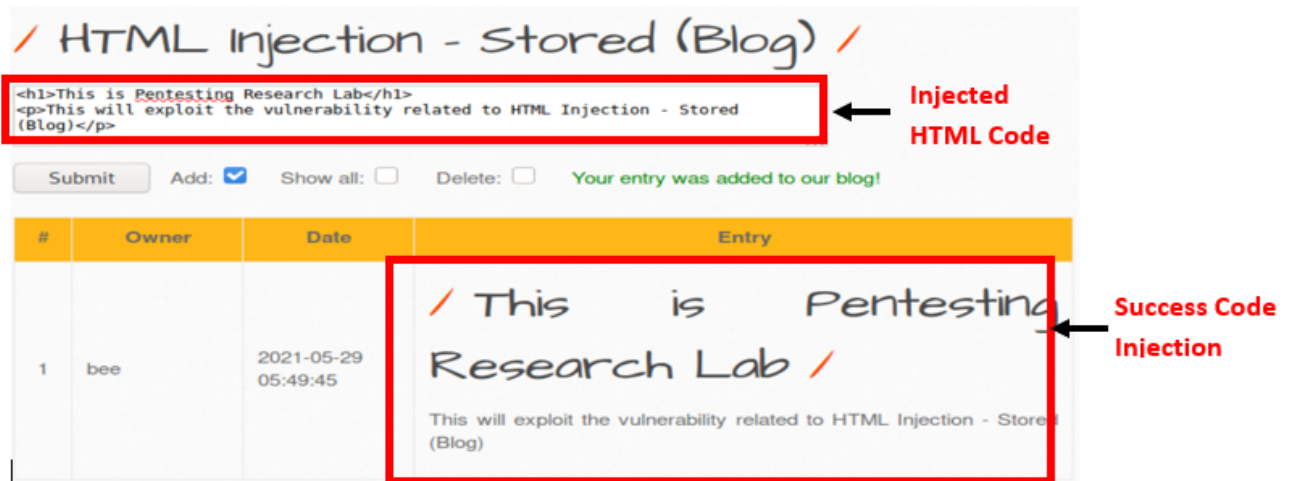 / HTML Injection - Stored (Blog) /
<h1>This is Pentesting Research Lab</h1>
<p>This will exploit the vulnerability related to HTML Injection - Stored
(Blog)</p>
Injected
HTML Code
Submit Add: Show all: Delete: Your entry was added to our blog!
# Owner Date Entry
1 bee 2021-05-29
05:49:45
/ This is Pentesting
Research Lab /
This will exploit the vulnerability related to HTML Injection - Stored
(Blog)
Success Code
Injection